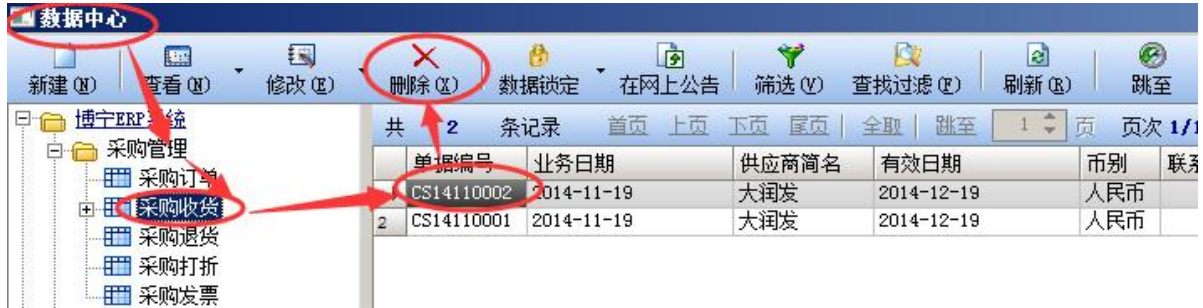 数据中心
新建(N) 查看(N) 修改(E) 删除(X) 数据锁定 在网上公告 筛选(V) 查找过滤(F) 刷新(R) 跳至
博宁ERP系统
共 2 条记录 首页 上页 下页 尾页 全取 跳至 1 页 页次 1/1
采购管理
单据编号 业务日期 供应商简名 有效日期 币别 联系
采购订单
CS14110002 2014-11-19 大润发 2014-12-19 人民币
采购收货
2 CS14110001 2014-11-19 大润发 2014-12-19 人民币
采购退货
采购打折
采购发票